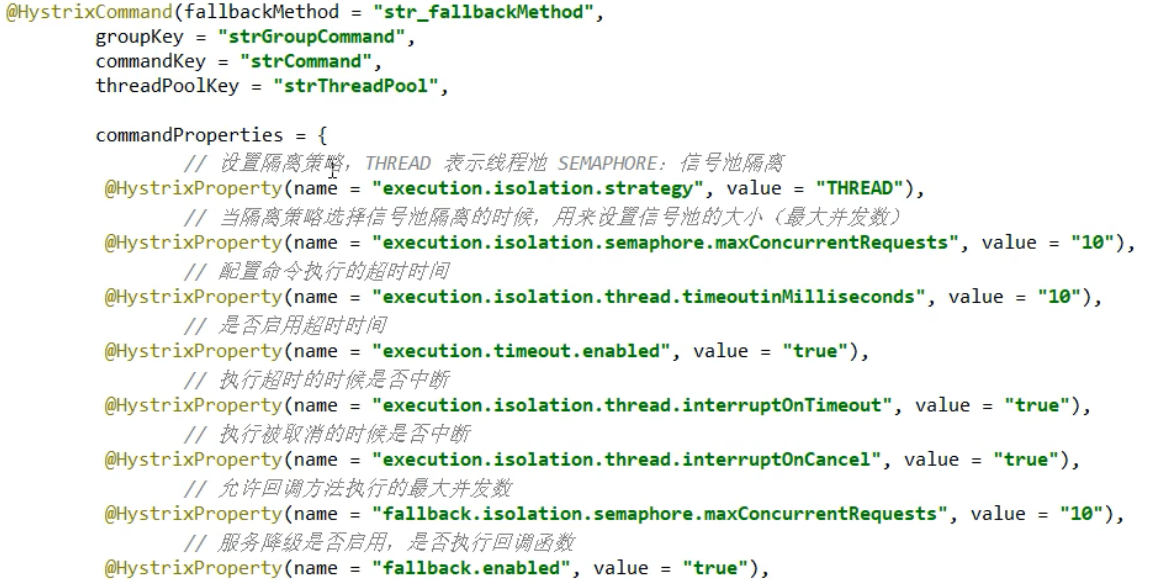 @HystrixCommand(fallbackMethod = "str_fallbackMethod",
groupKey = "strGroupCommand",
commandKey = "strCommand",
threadPoolKey = "strThreadPool",
commandProperties = {
// 设置隔离策略，THREAD 表示线程池 SEMAPHORE：信号池隔离
@HystrixProperty(name = "execution.isolation.strategy", value = "THREAD"),
// 当隔离策略选择信号池隔离的时候，用来设置信号池的大小（最大并发数）
@HystrixProperty(name = "execution.isolation.semaphore.maxConcurrentRequests", value = "10"),
// 配置命令执行的超时时间
@HystrixProperty(name = "execution.isolation.thread.timeoutinMilliseconds", value = "10"),
// 是否启用超时时间
@HystrixProperty(name = "execution.timeout.enabled", value = "true"),
// 执行超时的时候是否中断
@HystrixProperty(name = "execution.isolation.thread.interruptOnTimeout", value = "true"),
// 执行被取消的时候是否中断
@HystrixProperty(name = "execution.isolation.thread.interruptOnCancel", value = "true"),
// 允许回调方法执行的最大并发数
@HystrixProperty(name = "fallback.isolation.semaphore.maxConcurrentRequests", value = "10"),
// 服务降级是否启用，是否执行回调函数
@HystrixProperty(name = "fallback.enabled", value = "true"),